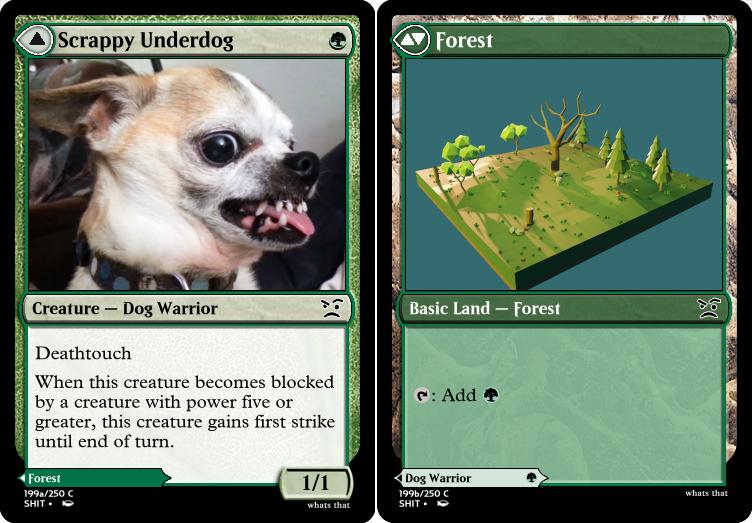 Scrappy Underdog
Creature — Dog Warrior
Deathtouch
When this creature becomes blocked
by a creature with power five or
greater, this creature gains first strike
until end of turn.
Forest
1/1
199a/250 C
SHIT •
whats that
Forest
Basic Land — Forest
: Add
Dog Warrior
199b/250 C
SHIT •
whats that